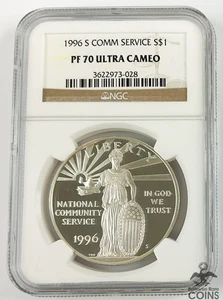 1996 S COMM SERVICE S$1
PF 70 ULTRA CAMEO
3622973-028
NGC
LIBERTY
NATIONAL
COMMUNITY
SERVICE
IN GOD
WE
TRUST
1996
S
COINS